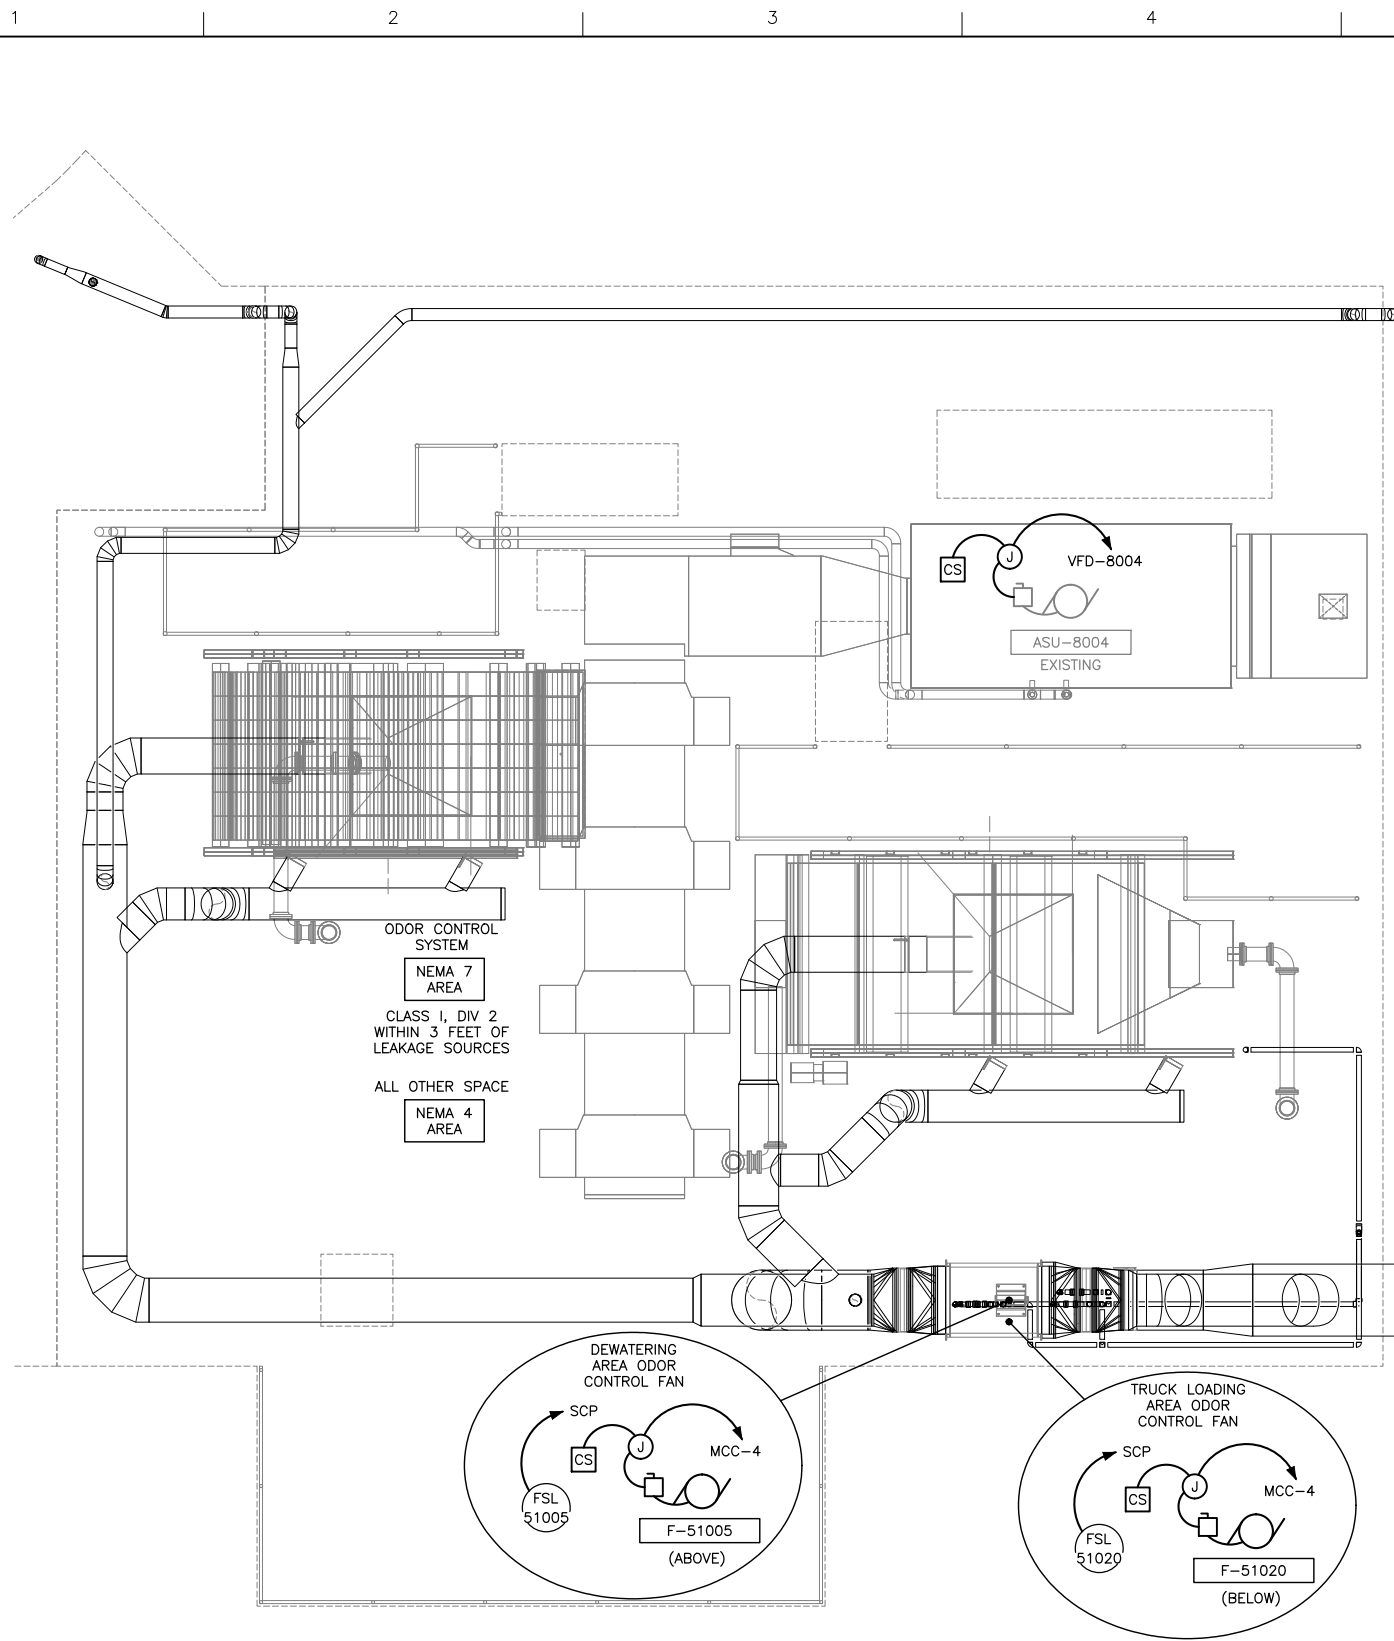 1
2
3
4
CS
J
VFD-8004
ASU-8004
EXISTING
ODOR CONTROL
SYSTEM
NEMA 7
AREA
CLASS I, DIV 2
WITHIN 3 FEET OF
LEAKAGE SOURCES
ALL OTHER SPACE
NEMA 4
AREA
DEWATERING
AREA ODOR
CONTROL FAN
SCP
CS
J
MCC-4
FSL
51005
F-51005
(ABOVE)
TRUCK LOADING
AREA ODOR
CONTROL FAN
SCP
CS
J
MCC-4
FSL
51020
F-51020
(BELOW)